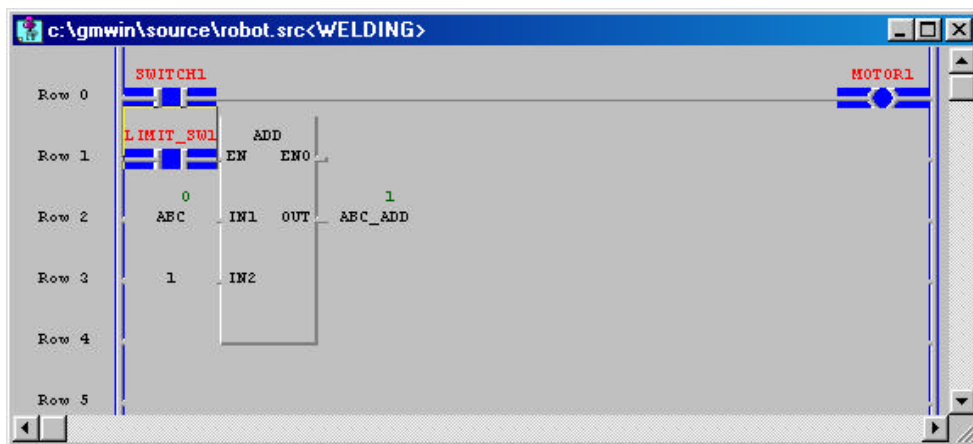 c:\gmwin\source\robot.src<WELDING>
SWITCH1 MOTOR1
Row 0
LIMIT_SW1 ADD
Row 1 EN ENO
0 1
Row 2 ABC IN1 OUT ABC_ADD
Row 3 1 IN2
Row 4
Row 5